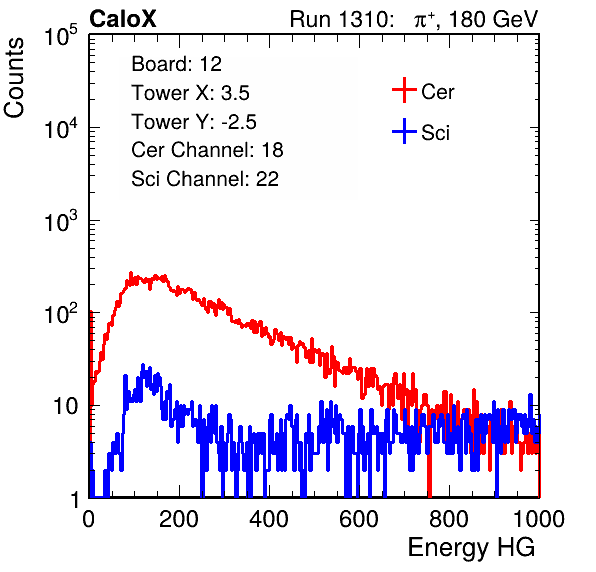 CaloX Run 1310: π⁺, 180 GeV
Counts
Board: 12
Tower X: 3.5
Tower Y: -2.5
Cer Channel: 18
Sci Channel: 22
Cer
Sci
10⁵
10⁴
10³
10²
10
1
0 200 400 600 800 1000
Energy HG